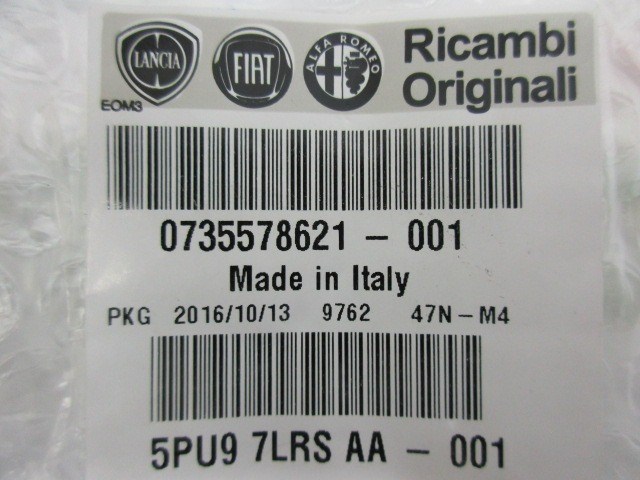 LANCIA FIAT ALFA ROMEO Ricambi
Originali
EOM3
0735578621 - 001
Made in Italy
PKG 2016/10/13 9762 47N-M4
5PU9 7LRS AA - 001